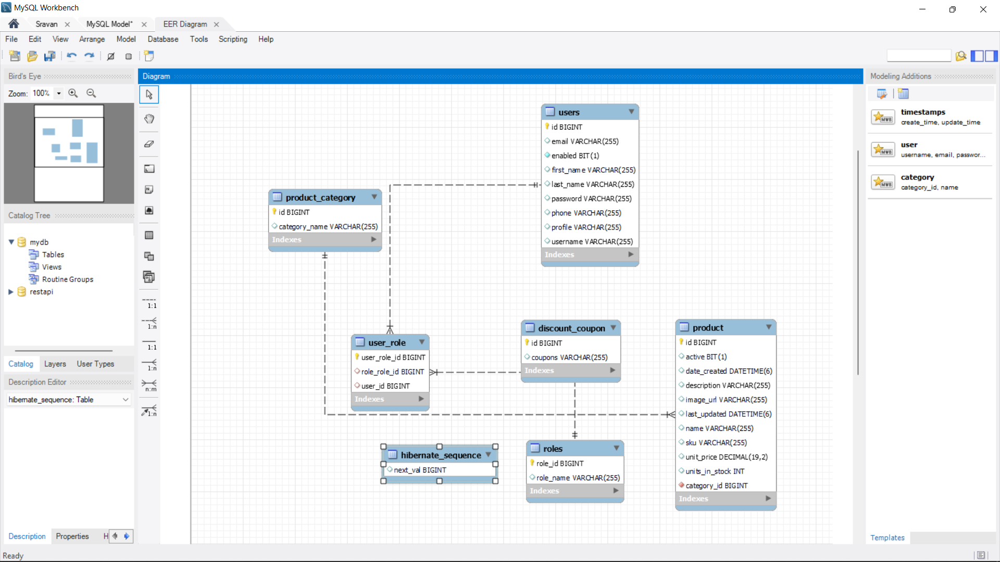 MySQL Workbench
Sravan
MySQL Model*
EER Diagram
File Edit View Arrange Model Database Tools Scripting Help
Bird's Eye
Zoom: 100%
Catalog Tree
mydb
Tables
Views
Routine Groups
restapi
Catalog Layers User Types
Description Editor
hibernate_sequence: Table
Description Properties H
Ready
Diagram
N
1:1
1:n
1:1
1:n
n:m
1:n
product_category
id BIGINT
category_name VARCHAR(255)
Indexes
users
id BIGINT
email VARCHAR(255)
enabled BIT(1)
first_name VARCHAR(255)
last_name VARCHAR(255)
password VARCHAR(255)
phone VARCHAR(255)
profile VARCHAR(255)
username VARCHAR(255)
Indexes
user_role
user_role_id BIGINT
role_role_id BIGINT
user_id BIGINT
Indexes
discount_coupon
id BIGINT
coupons VARCHAR(255)
Indexes
product
id BIGINT
active BIT(1)
date_created DATETIME(6)
description VARCHAR(255)
image_url VARCHAR(255)
last_updated DATETIME(6)
name VARCHAR(255)
sku VARCHAR(255)
unit_price DECIMAL(19,2)
units_in_stock INT
category_id BIGINT
Indexes
hibernate_sequence
next_val BIGINT
roles
role_id BIGINT
role_name VARCHAR(255)
Indexes
Modeling Additions
MWB
timestamps
create_time, update_time
MWB
user
username, email, passwor...
MWB
category
category_id, name
Templates